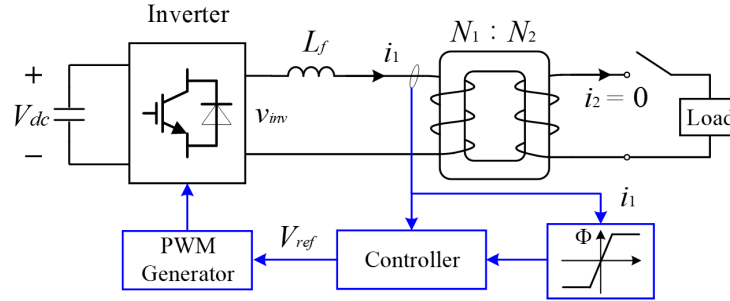 Inverter
+
V_dc
−
v_inv
L_f
i_1
N_1 : N_2
i_2 = 0
Load
i_1
Φ
PWM
Generator
V_ref
Controller